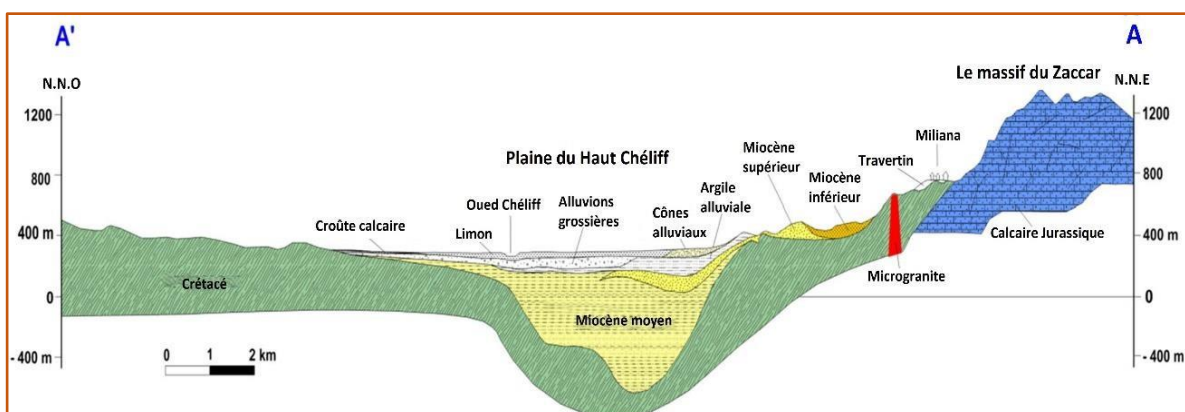 A'
A
N.N.O
Le massif du Zaccar
N.N.E
1200
1200
Miliana
Plaine du Haut Chéliff
Miocène
supérieur
Travertin
800
800
Miocène
inférieur
Argile
alluviale
Oued Chéliff
Alluvions
grossières
Cônes
alluviaux
Croûte calcaire
Limon
400 m
400 m
Calcaire Jurassique
Microgranite
Crétacé
0
0
Miocène moyen
0 1 2 km
- 400 m
- 400 m